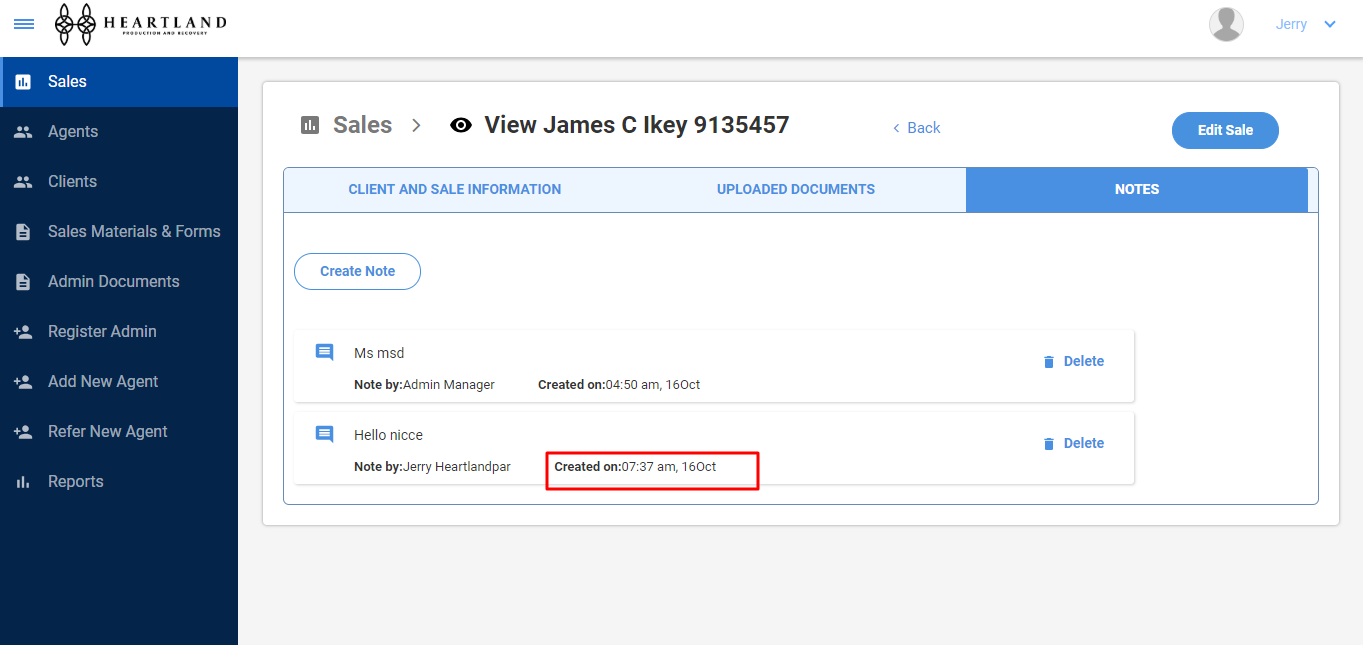 HEARTLAND
PRODUCTION AND RECOVERY
Jerry
Sales
Agents
Clients
Sales Materials & Forms
Admin Documents
Register Admin
Add New Agent
Refer New Agent
Reports
Sales > View James C Ikey 9135457
< Back
Edit Sale
CLIENT AND SALE INFORMATION UPLOADED DOCUMENTS NOTES
Create Note
Ms msd
Note by:Admin Manager Created on:04:50 am, 16Oct
Delete
Hello nicce
Note by:Jerry Heartlandpar Created on:07:37 am, 16Oct
Delete